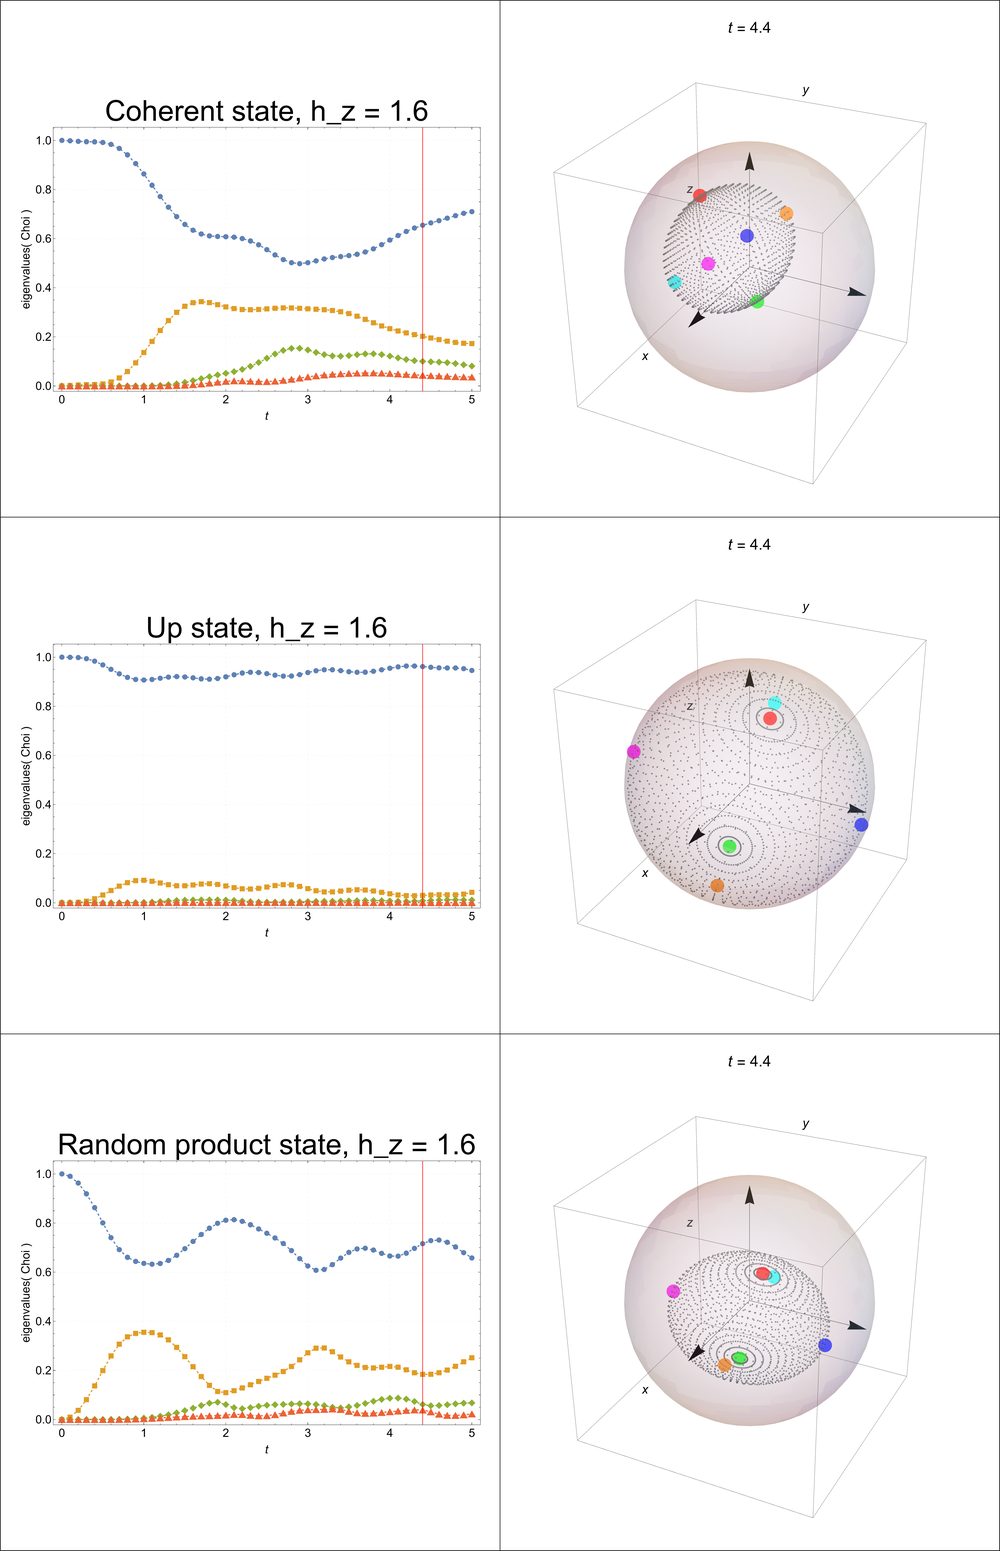 Coherent state, h_z = 1.6
eigenvalues( Choi )
1.0
0.8
0.6
0.4
0.2
0.0
0 1 2 3 4 5
t
t = 4.4
y
z
x
Up state, h_z = 1.6
eigenvalues( Choi )
1.0
0.8
0.6
0.4
0.2
0.0
0 1 2 3 4 5
t
t = 4.4
y
z
x
Random product state, h_z = 1.6
eigenvalues( Choi )
1.0
0.8
0.6
0.4
0.2
0.0
0 1 2 3 4 5
t
t = 4.4
y
z
x